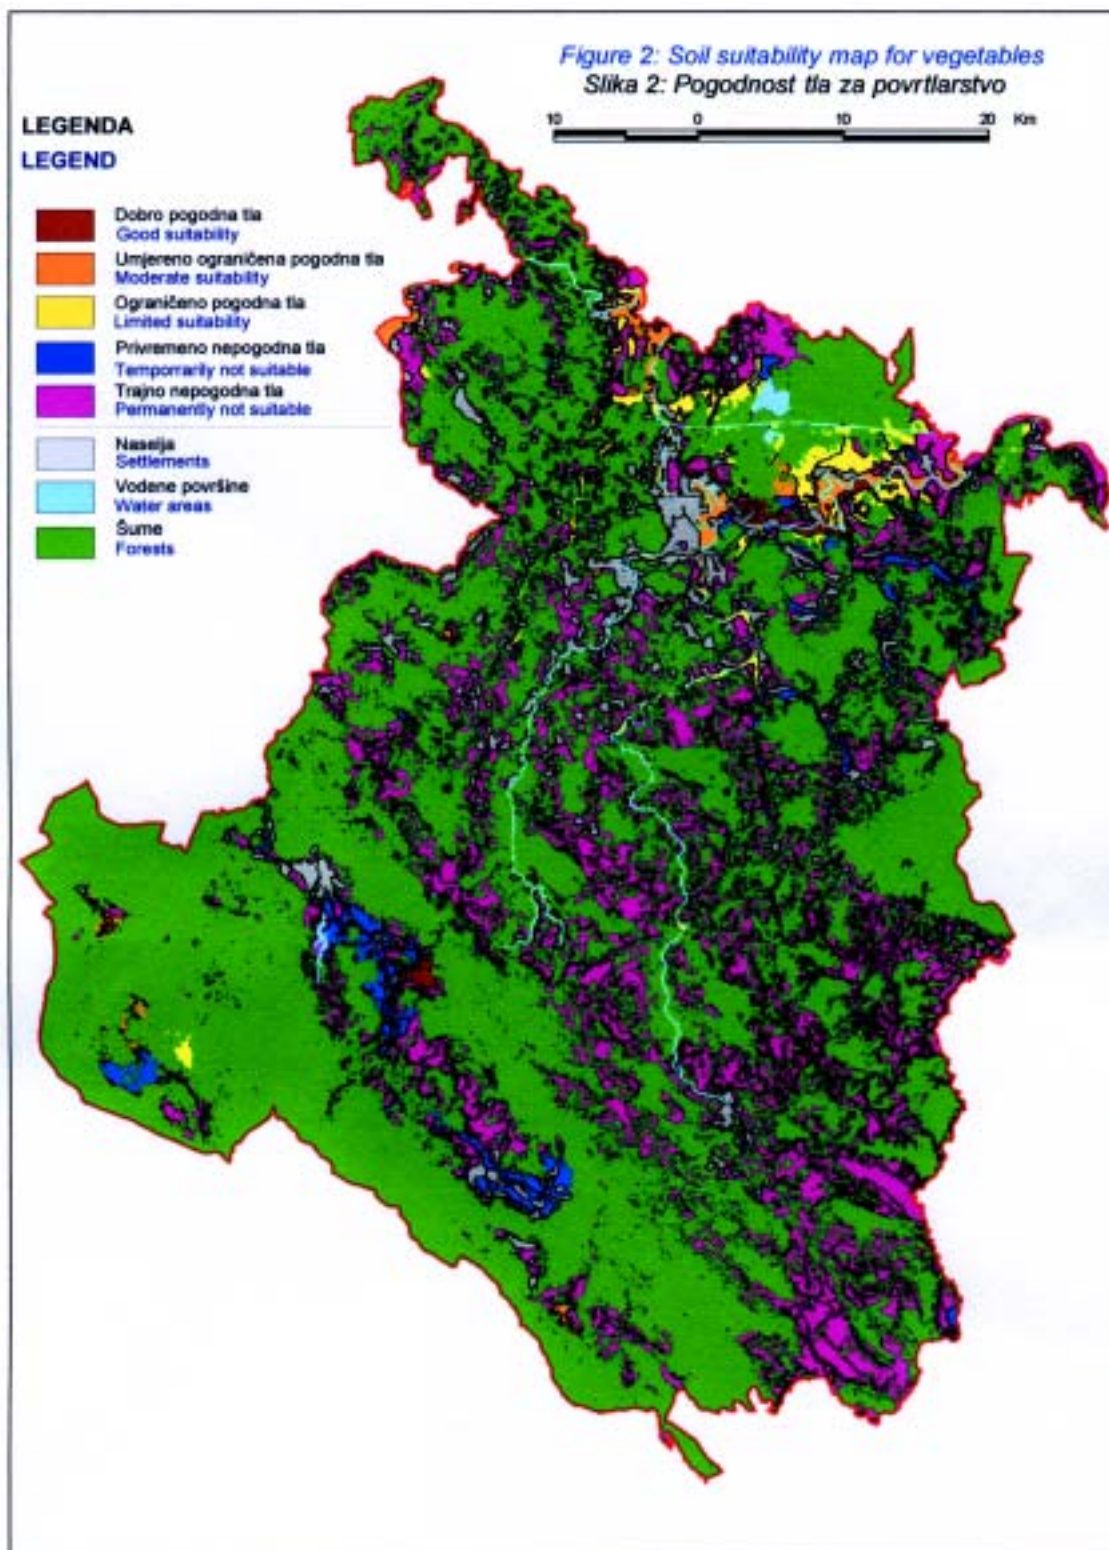 Figure 2: Soil suitability map for vegetables
Slika 2: Pogodnost tla za povrtlarstvo
10 0 10 20 Km
LEGENDA
LEGEND
Dobro pogodna tla
Good suitability
Umjereno ograničena pogodna tla
Moderate suitability
Ograničeno pogodna tla
Limited suitability
Privremeno nepogodna tla
Temporrarily not suitable
Trajno nepogodna tla
Permanently not suitable
Naselja
Settlements
Vodene površine
Water areas
Šume
Forests